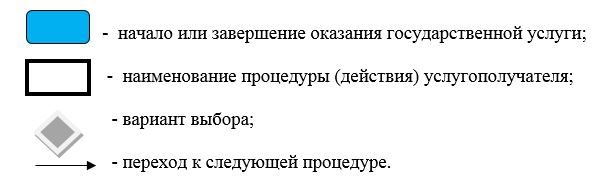 - начало или завершение оказания государственной услуги;
- наименование процедуры (действия) услугополучателя;
- вариант выбора;
- переход к следующей процедуре.